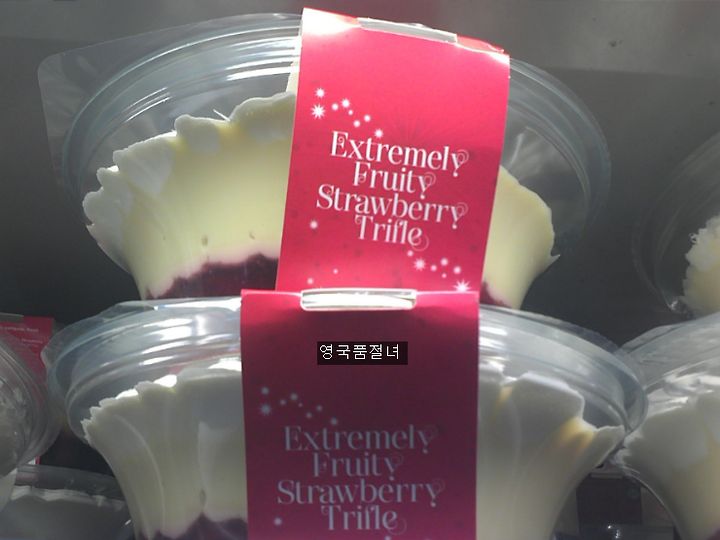 Extremely
Fruity
Strawberry
Trifle
영국품절녀
Extremely
Fruity
Strawberry
Trifle